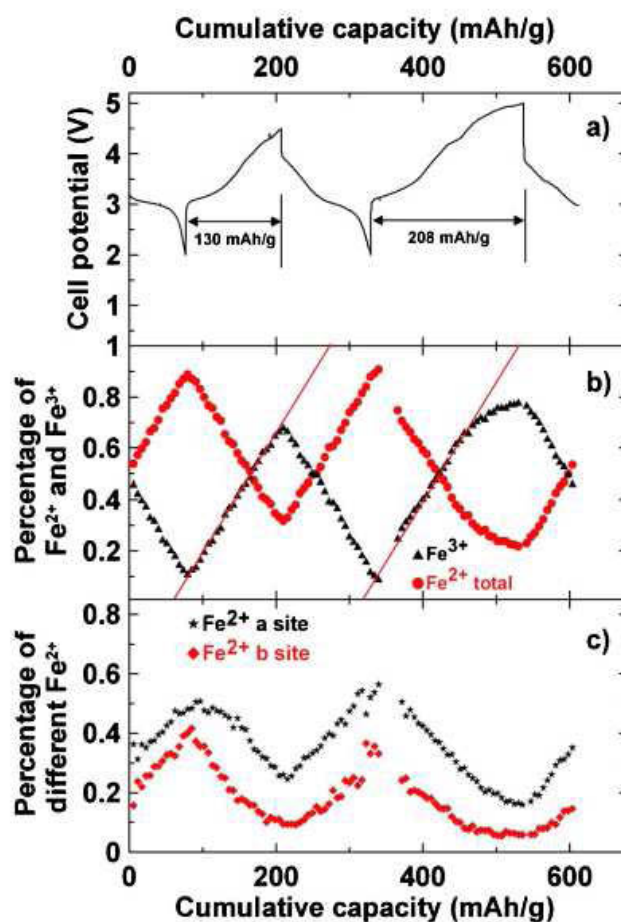 Cumulative capacity (mAh/g)
0 200 400 600
5
4
3
2
1
Cell potential (V)
a)
130 mAh/g
208 mAh/g
0.8
0.6
0.4
0.2
Percentage of
Fe2+ and Fe3+
b)
Fe3+
Fe2+ total
0.8
0.6
0.4
0.2
0
Percentage of
different Fe2+
c)
Fe2+ a site
Fe2+ b site
0 200 400 600
Cumulative capacity (mAh/g)